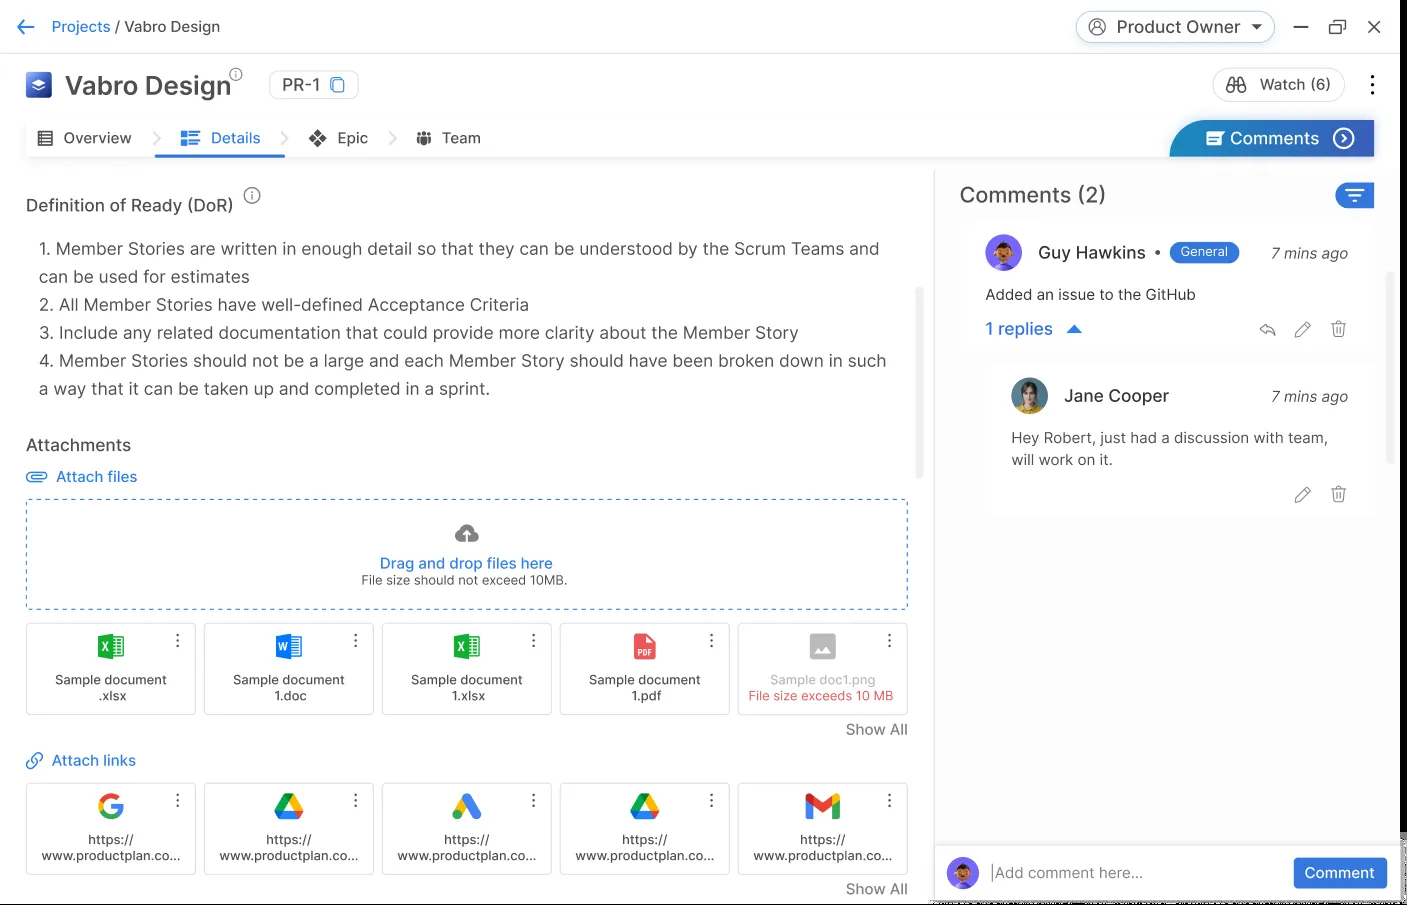 Projects / Vabro Design
Product Owner
Vabro Design
PR-1
Watch (6)
Overview
Details
Epic
Team
Comments
Definition of Ready (DoR)
1. Member Stories are written in enough detail so that they can be understood by the Scrum Teams and
can be used for estimates
2. All Member Stories have well-defined Acceptance Criteria
3. Include any related documentation that could provide more clarity about the Member Story
4. Member Stories should not be a large and each Member Story should have been broken down in such
a way that it can be taken up and completed in a sprint.
Attachments
Attach files
Drag and drop files here
File size should not exceed 10MB.
X
Sample document
.xlsx
W
Sample document
1.doc
X
Sample document
1.xlsx
PDF
Sample document
1.pdf
Sample doc1.png
File size exceeds 10 MB
Show All
Attach links
https://
www.productplan.co...
https://
www.productplan.co...
https://
www.productplan.co...
https://
www.productplan.co...
https://
www.productplan.co...
Show All
Comments (2)
Guy Hawkins • General 7 mins ago
Added an issue to the GitHub
1 replies
Jane Cooper 7 mins ago
Hey Robert, just had a discussion with team,
will work on it.
Add comment here...
Comment